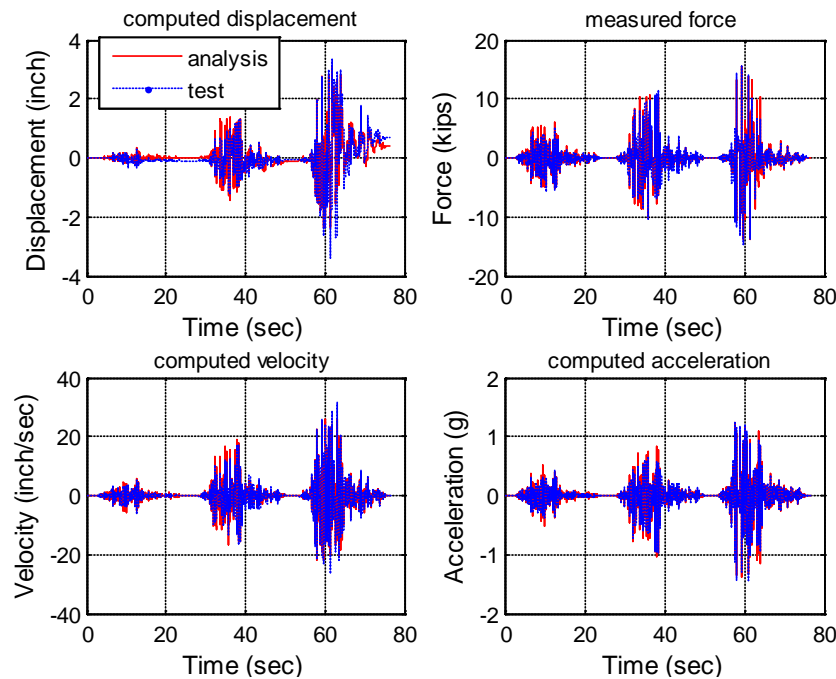 computed displacement
Displacement (inch)
4
2
0
-2
-4
analysis
test
0 20 40 60 80
Time (sec)
measured force
Force (kips)
20
10
0
-10
-20
0 20 40 60 80
Time (sec)
computed velocity
Velocity (inch/sec)
40
20
0
-20
-40
0 20 40 60 80
Time (sec)
computed acceleration
Acceleration (g)
2
1
0
-1
-2
0 20 40 60 80
Time (sec)